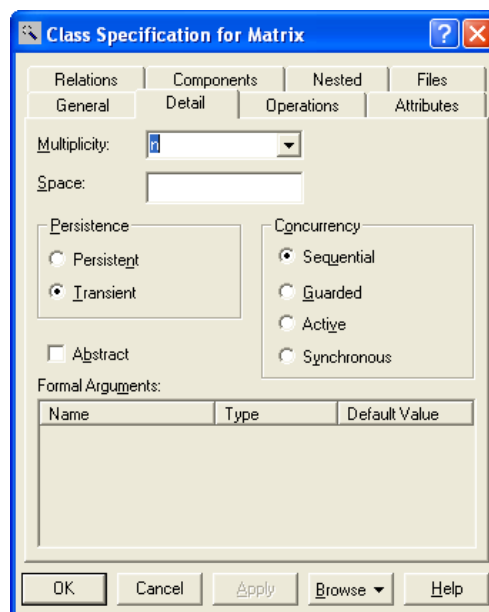 Class Specification for Matrix
Relations Components Nested Files
General Detail Operations Attributes
Multiplicity: n
Space:
Persistence Concurrency
Persistent Sequential
Transient Guarded
Active
Abstract Synchronous
Formal Arguments:
Name Type Default Value
OK Cancel Apply Browse Help